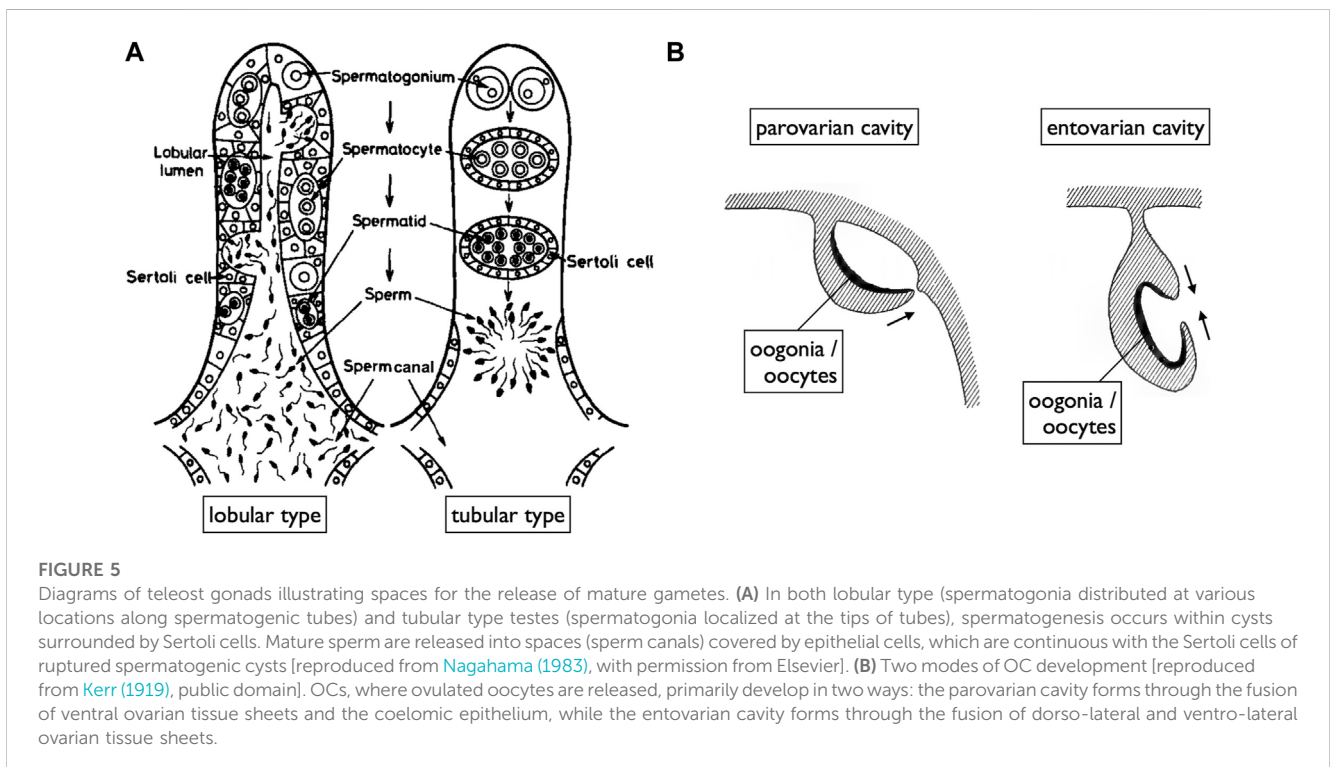 A
Spermatogonium
Lobular
lumen
Spermatocyte
Spermatid
Sertoli cell
Sertoli cell
Sperm
Sperm canal
lobular type
tubular type
B
parovarian cavity
entovarian cavity
oogonia /
oocytes
oogonia /
oocytes
FIGURE 5
Diagrams of teleost gonads illustrating spaces for the release of mature gametes. (A) In both lobular type (spermatogonia distributed at various
locations along spermatogenic tubes) and tubular type testes (spermatogonia localized at the tips of tubes), spermatogenesis occurs within cysts
surrounded by Sertoli cells. Mature sperm are released into spaces (sperm canals) covered by epithelial cells, which are continuous with the Sertoli cells of
ruptured spermatogenic cysts [reproduced from Nagahama (1983), with permission from Elsevier]. (B) Two modes of OC development [reproduced
from Kerr (1919), public domain]. OCs, where ovulated oocytes are released, primarily develop in two ways: the parovarian cavity forms through the fusion
of ventral ovarian tissue sheets and the coelomic epithelium, while the entovarian cavity forms through the fusion of dorso-lateral and ventro-lateral
ovarian tissue sheets.